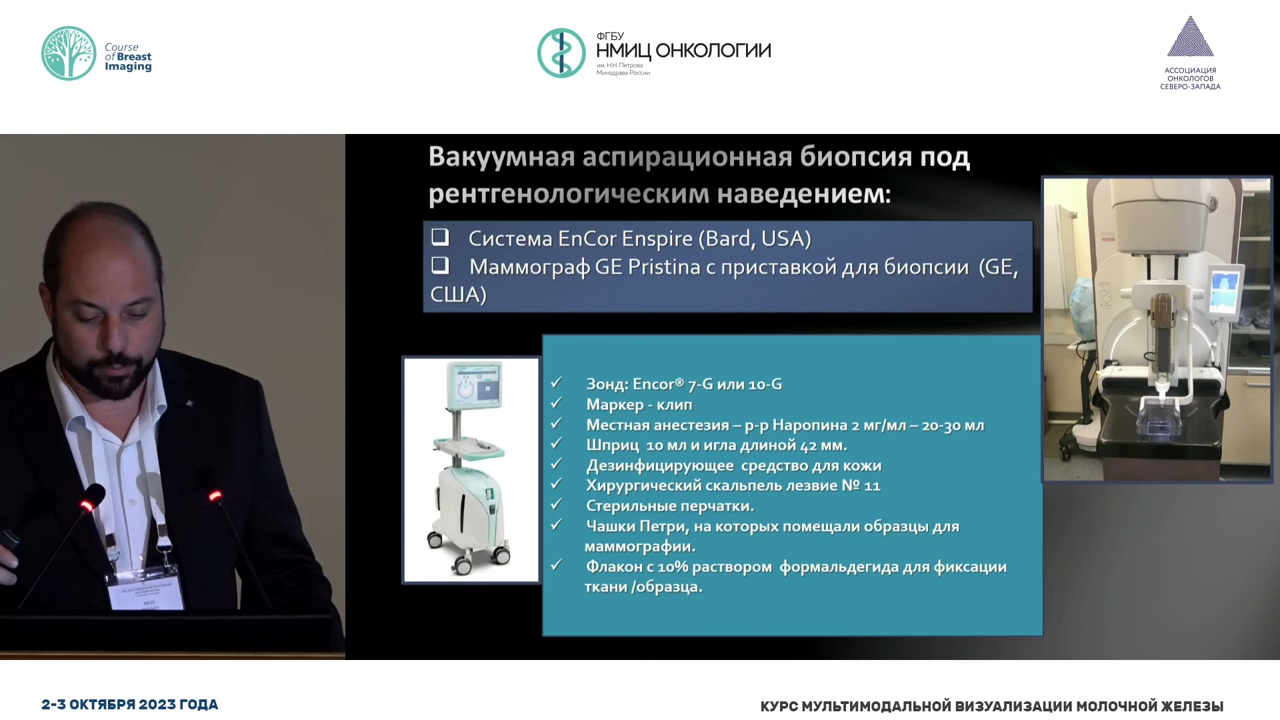 Course
of Breast
Imaging
ФГБУ
НМИЦ ОНКОЛОГИИ
им. Н.Н. Петрова
Минздрава России
АССОЦИАЦИЯ
ОНКОЛОГОВ
СЕВЕРО-ЗАПАДА
Вакуумная аспирационная биопсия под
рентгенологическим наведением:
❑ Система EnCor Enspire (Bard, USA)
❑ Маммограф GE Pristina с приставкой для биопсии (GE,
США)
✓ Зонд: Encor® 7-G или 10-G
✓ Маркер - клип
✓ Местная анестезия – р-р Наропина 2 мг/мл – 20-30 мл
✓ Шприц 10 мл и игла длиной 42 мм.
✓ Дезинфицирующее средство для кожи
✓ Хирургический скальпель лезвие № 11
✓ Стерильные перчатки.
✓ Чашки Петри, на которых помещали образцы для
маммографии.
✓ Флакон с 10% раствором формальдегида для фиксации
ткани /образца.
2-3 ОКТЯБРЯ 2023 ГОДА
КУРС МУЛЬТИМОДАЛЬНОЙ ВИЗУАЛИЗАЦИИ МОЛОЧНОЙ ЖЕЛЕЗЫ